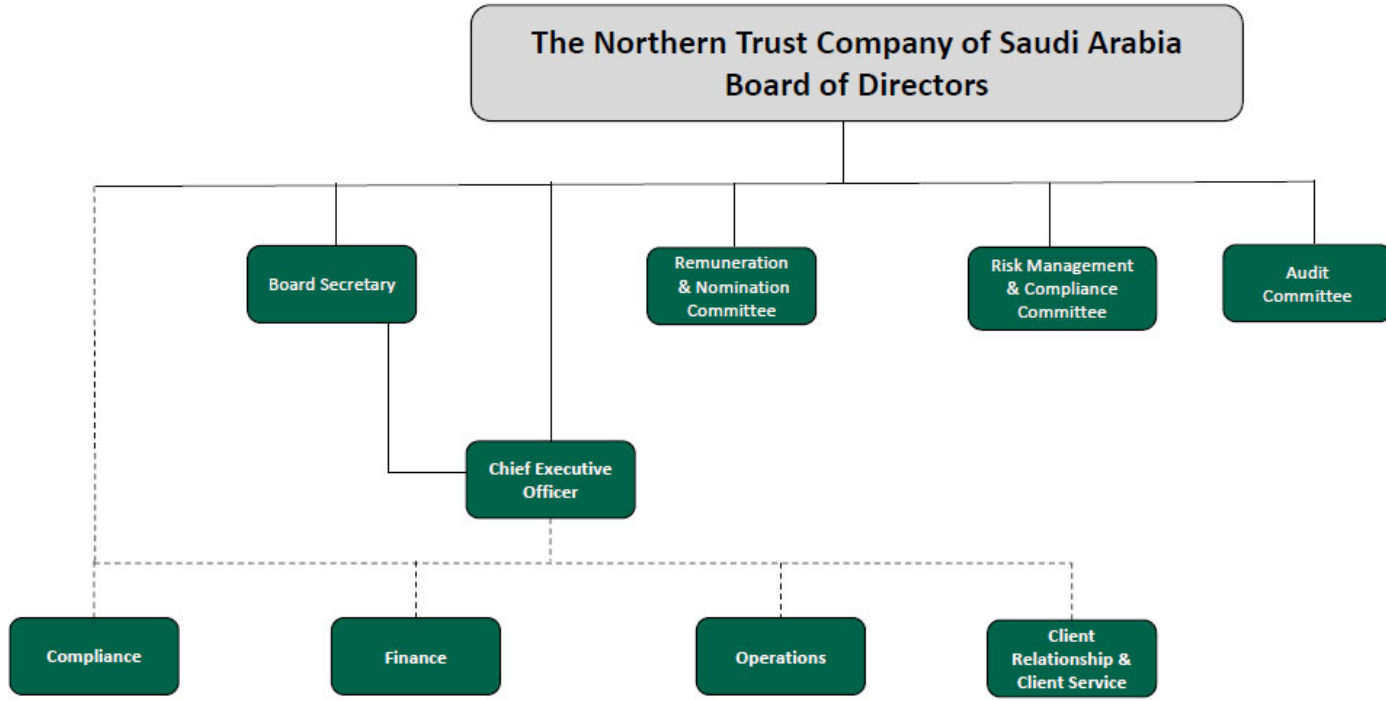 The Northern Trust Company of Saudi Arabia
Board of Directors
Board Secretary
Remuneration
& Nomination
Committee
Risk Management
& Compliance
Committee
Audit
Committee
Chief Executive
Officer
Compliance
Finance
Operations
Client
Relationship &
Client Service